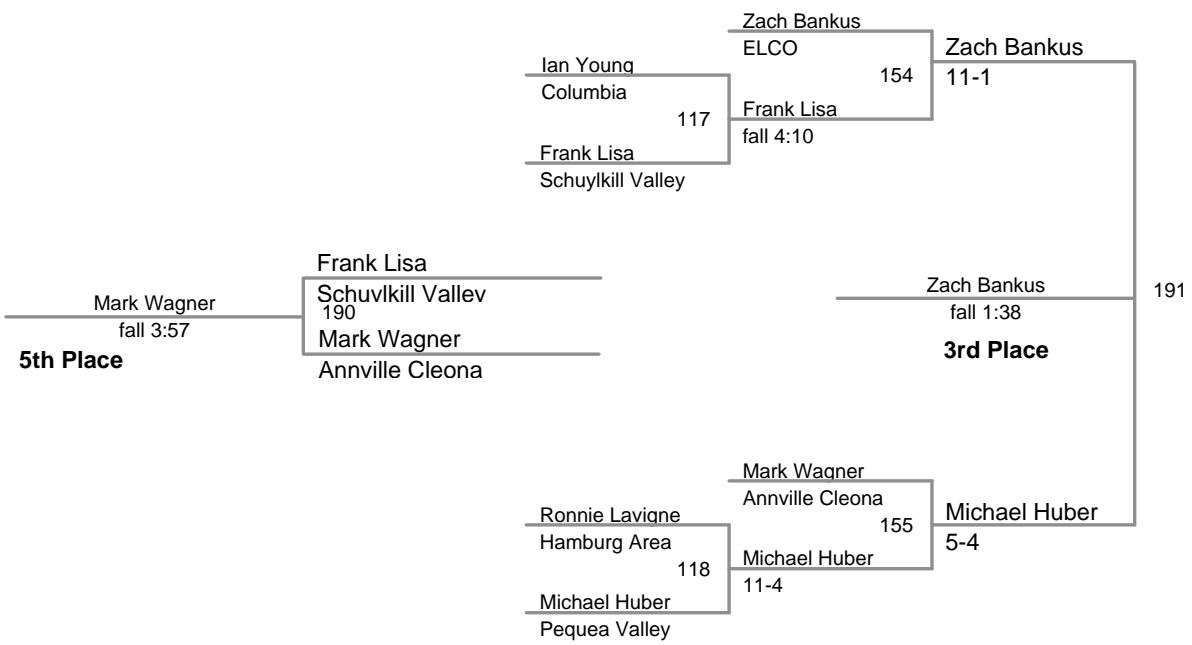 Zach Bankus
ELCO
Zach Bankus
11-1
Ian Young
Columbia
154
117
Frank Lisa
fall 4:10
Frank Lisa
Schuylkill Valley
Frank Lisa
Schuylkill Valley
190
Mark Wagner
fall 3:57
5th Place
Mark Wagner
Annville Cleona
Zach Bankus
fall 1:38
3rd Place
191
Mark Wagner
Annville Cleona
155
Michael Huber
5-4
Ronnie Lavigne
Hamburg Area
118
Michael Huber
11-4
Michael Huber
Pequea Valley